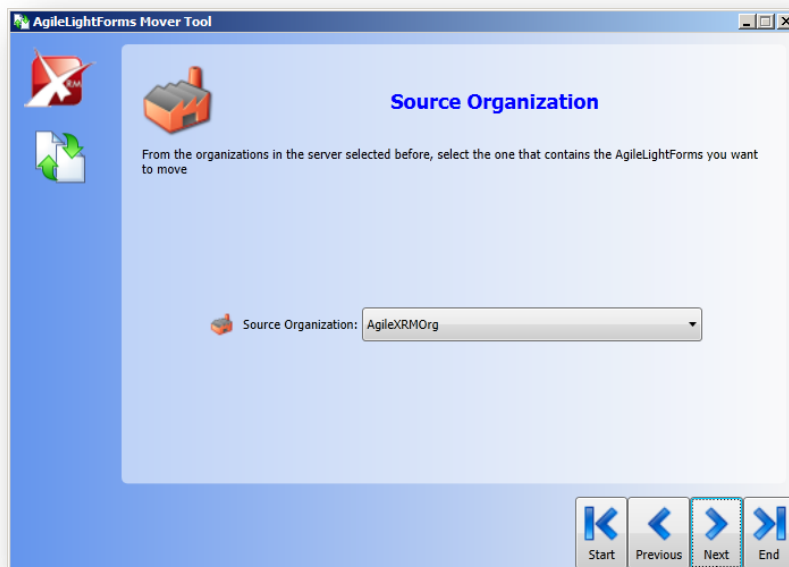 AgileLightForms Mover Tool
RM
Source Organization
From the organizations in the server selected before, select the one that contains the AgileLightForms you want
to move
Source Organization: AgileXRMOrg
Start Previous Next End